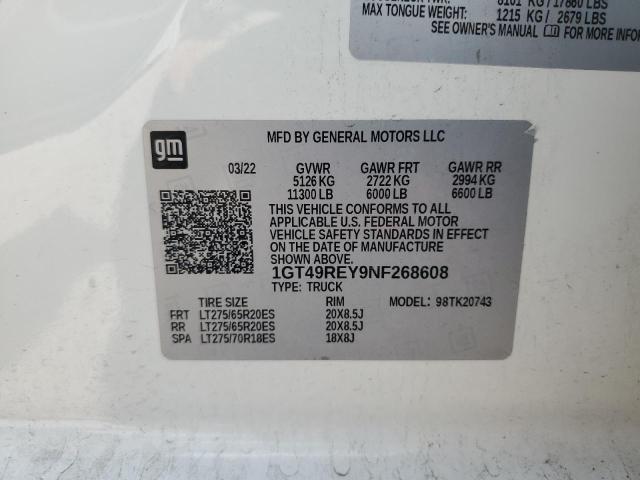 KG/17860 LBS
MAX TONGUE WEIGHT: 1215 KG/ 2679 LBS
SEE OWNER'S MANUAL FOR MORE INFOR
gm
MFD BY GENERAL MOTORS LLC
03/22 GVWR GAWR FRT GAWR RR
5126 KG 2722 KG 2994 KG
11300 LB 6000 LB 6600 LB
THIS VEHICLE CONFORMS TO ALL
APPLICABLE U.S. FEDERAL MOTOR
VEHICLE SAFETY STANDARDS IN EFFECT
ON THE DATE OF MANUFACTURE
SHOWN ABOVE.
1GT49REY9NF268608
TYPE: TRUCK
TIRE SIZE RIM MODEL: 98TK20743
FRT LT275/65R20ES 20X8.5J
RR LT275/65R20ES 20X8.5J
SPA LT275/70R18ES 18X8J